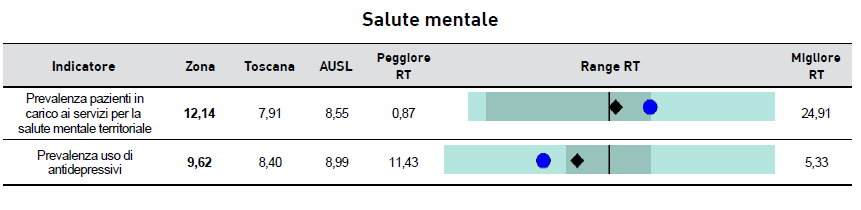 Salute mentale
Indicatore Zona Toscana AUSL Peggiore RT Range RT Migliore RT
Prevalenza pazienti in
carico ai servizi per la
salute mentale territoriale
12,14 7,91 8,55 0,87 24,91
Prevalenza uso di
antidepressivi
9,62 8,40 8,99 11,43 5,33